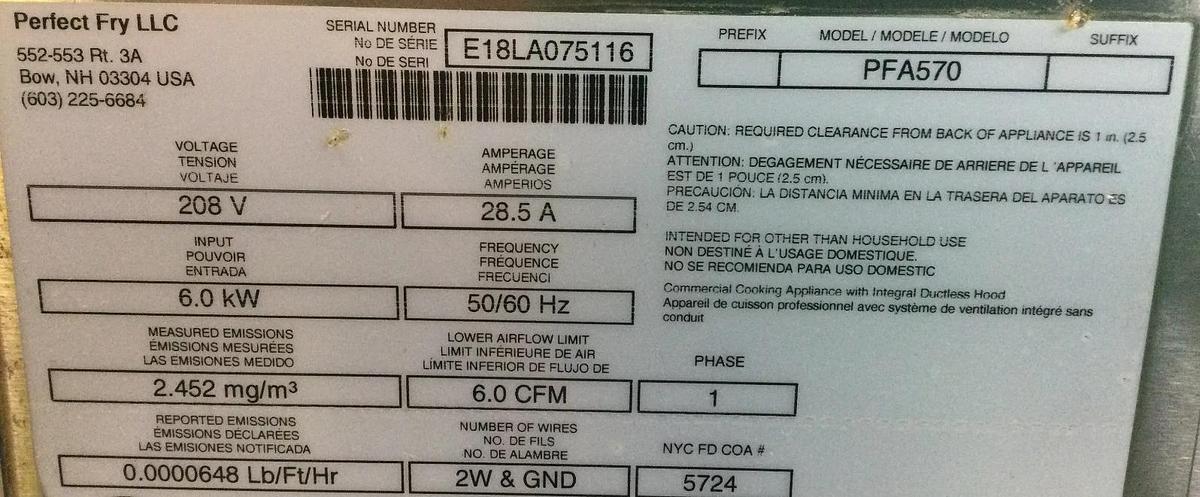 Perfect Fry LLC
552-553 Rt. 3A
Bow, NH 03304 USA
(603) 225-6684
SERIAL NUMBER
No DE SÉRIE
No DE SERI
E18LA075116
PREFIX
MODEL / MODELE / MODELO
SUFFIX
PFA570
VOLTAGE
TENSION
VOLTAJE
208 V
AMPERAGE
AMPÉRAGE
AMPERIOS
28.5 A
INPUT
POUVOIR
ENTRADA
6.0 kW
FREQUENCY
FRÉQUENCE
FRECUENCI
50/60 Hz
MEASURED EMISSIONS
ÉMISSIONS MESURÉES
LAS EMISIONES MEDIDO
2.452 mg/m³
LOWER AIRFLOW LIMIT
LIMIT INFÉRIEURE DE AIR
LÍMITE INFERIOR DE FLUJO DE
6.0 CFM
PHASE
1
REPORTED EMISSIONS
ÉMISSIONS DÉCLARÉES
LAS EMISIONES NOTIFICADA
0.0000648 Lb/Ft/Hr
NUMBER OF WIRES
NO. DE FILS
NO. DE ALAMBRE
2W & GND
NYC FD COA #
5724
CAUTION: REQUIRED CLEARANCE FROM BACK OF APPLIANCE IS 1 in. (2.5
cm.)
ATTENTION: DEGAGEMENT NÉCESSAIRE DE ARRIERE DE L 'APPAREIL
EST DE 1 POUCE (2.5 cm).
PRECAUCIÓN: LA DISTANCIA MINIMA EN LA TRASERA DEL APARATO ES
DE 2.54 CM.
INTENDED FOR OTHER THAN HOUSEHOLD USE
NON DESTINÉ À L'USAGE DOMESTIQUE.
NO SE RECOMIENDA PARA USO DOMESTIC
Commercial Cooking Appliance with Integral Ductless Hood
Appareil de cuisson professionnel avec système de ventilation intégré sans
conduit